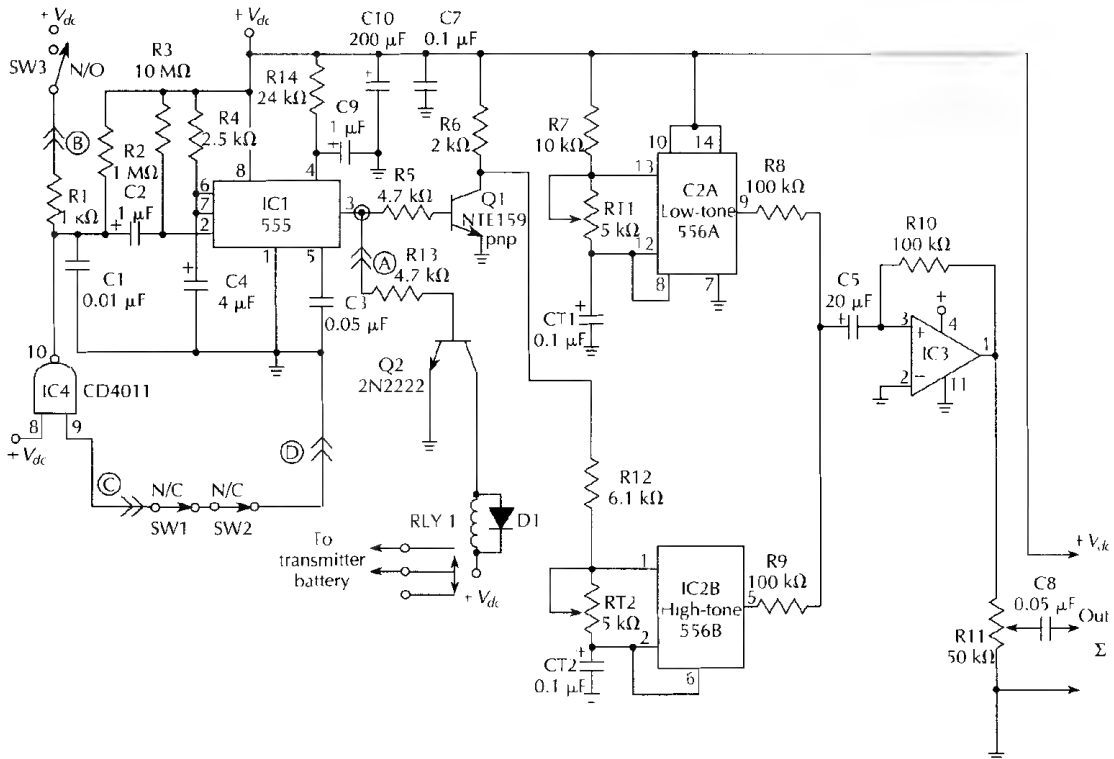 + Vdc
SW3
N/O
B
R1
1 kΩ
R2
1 MΩ
R3
10 MΩ
R4
2.5 kΩ
C2
1 µF
+
C1
0.01 µF
C4
4 µF
+
+ Vdc
8
4
6
7
2
IC1
555
3
1
5
R14
24 kΩ
C9
1 µF
+
C10
200 µF
+
C7
0.1 µF
R5
4.7 kΩ
R6
2 kΩ
Q1
NTE159
pnp
A
R13
4.7 kΩ
C3
0.05 µF
Q2
2N2222
10
IC4
CD4011
8
9
+ Vdc
C
N/C
SW1
N/C
SW2
D
RLY 1
D1
To
transmitter
battery
+ Vdc
R7
10 kΩ
RT1
5 kΩ
CT1
0.1 µF
+
10
14
13
C2A
Low-tone
556A
9
12
8
7
R8
100 kΩ
R12
6.1 kΩ
RT2
5 kΩ
CT2
0.1 µF
+
1
IC2B
High-tone
556B
5
2
6
R9
100 kΩ
C5
20 µF
+
R10
100 kΩ
+
3
+
4
IC3
1
2
−
11
+ Vdc
C8
0.05 µF
Out
R11
50 kΩ
Σ